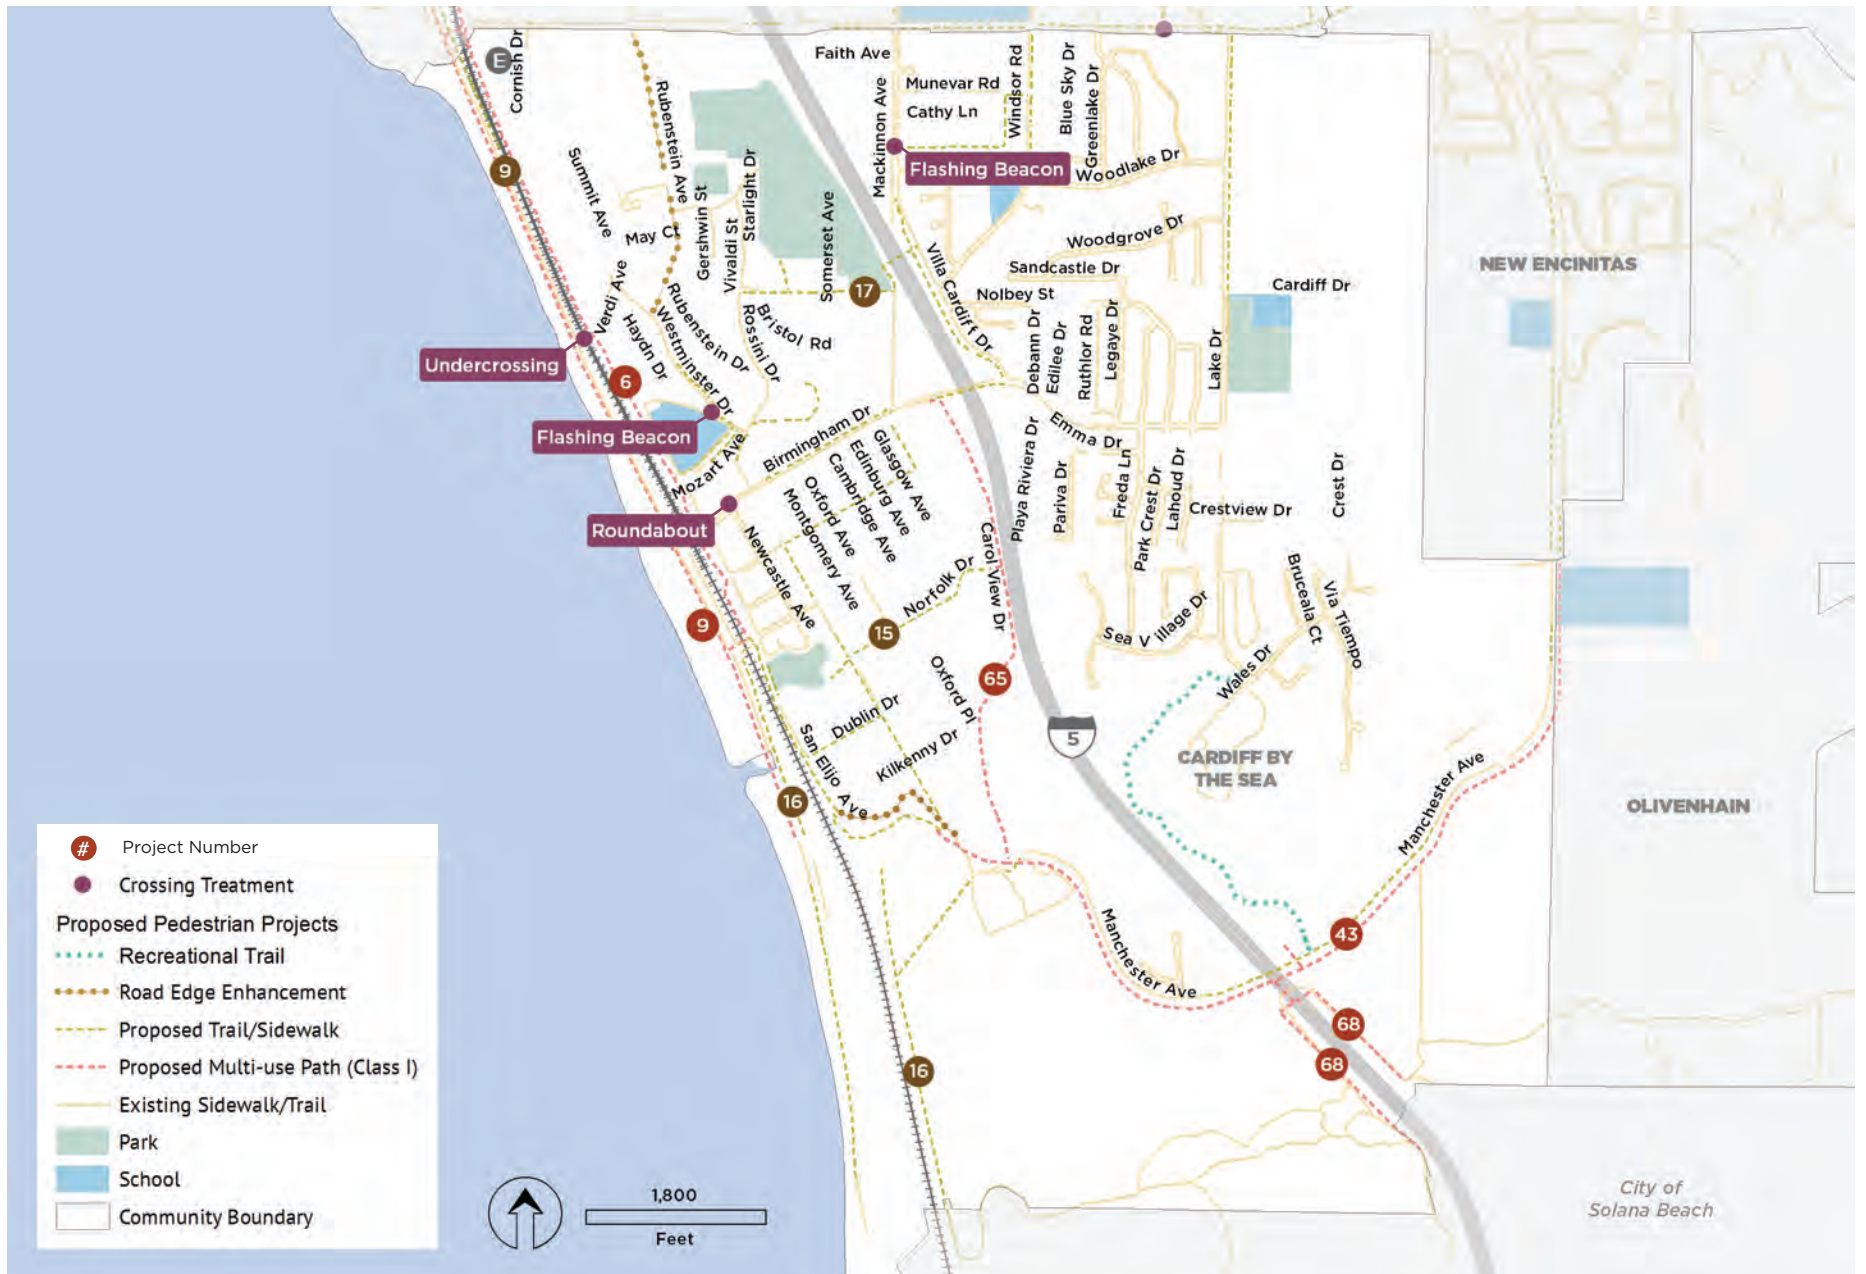 E
Cornish Dr
Faith Ave
Munevar Rd
Cathy Ln
Windsor Rd
Blue Sky Dr
Greenlake Dr
Mackinnon Ave
Flashing Beacon
Woodlake Dr
9
Summit Ave
Rubenstein Ave
May Ct
Gershwin St
Vivaldi St
Starlight Dr
Somerset Ave
17
Villa Cardiff Dr
Woodgrove Dr
Sandcastle Dr
Nolbey St
Cardiff Dr
NEW ENCINITAS
Verdi Ave
Haydn Dr
Westminster Dr
Rubenstein Dr
Rossini Dr
Bristol Rd
Debann Dr
Edilee Dr
Ruthlor Rd
Legaye Dr
Lake Dr
Undercrossing
6
Flashing Beacon
Mozart Ave
Birmingham Dr
Roundabout
Glasgow Ave
Edinburg Ave
Cambridge Ave
Oxford Ave
Montgomery Ave
Newcastle Ave
Playa Riviera Dr
Emma Dr
Pariva Dr
Freda Ln
Park Crest Dr
Lahoud Dr
Crestview Dr
Crest Dr
Carol View Dr
Norfolk Dr
15
9
Sea Village Dr
Bruceala Ct
Via Tiempo
Wales Dr
65
Oxford Pl
Dublin Dr
Kilkenny Dr
San Elijo Ave
16
5
CARDIFF BY
THE SEA
Manchester Ave
OLIVENHAIN
Manchester Ave
43
68
68
16
City of
Solana Beach
# Project Number
Crossing Treatment
Proposed Pedestrian Projects
Recreational Trail
Road Edge Enhancement
Proposed Trail/Sidewalk
Proposed Multi-use Path (Class I)
Existing Sidewalk/Trail
Park
School
Community Boundary
1,800
Feet